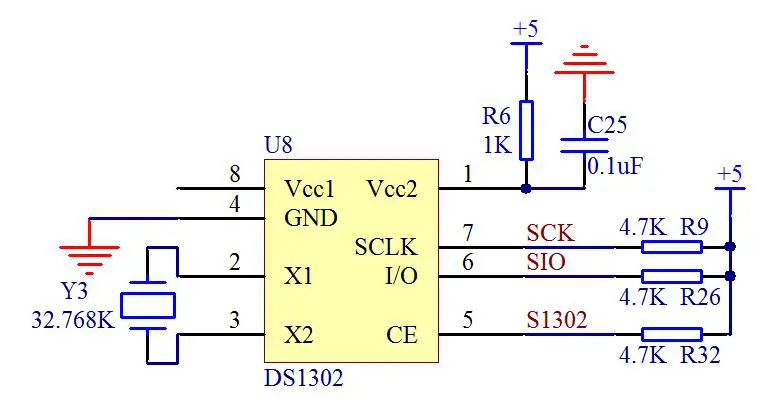 +5
R6
1K
C25
0.1uF
U8
8 Vcc1 Vcc2 1
+5
4 GND
SCLK 7 SCK 4.7K R9
2 X1 I/O 6 SIO
4.7K R26
Y3
32.768K
3 X2 CE 5 S1302
4.7K R32
DS1302